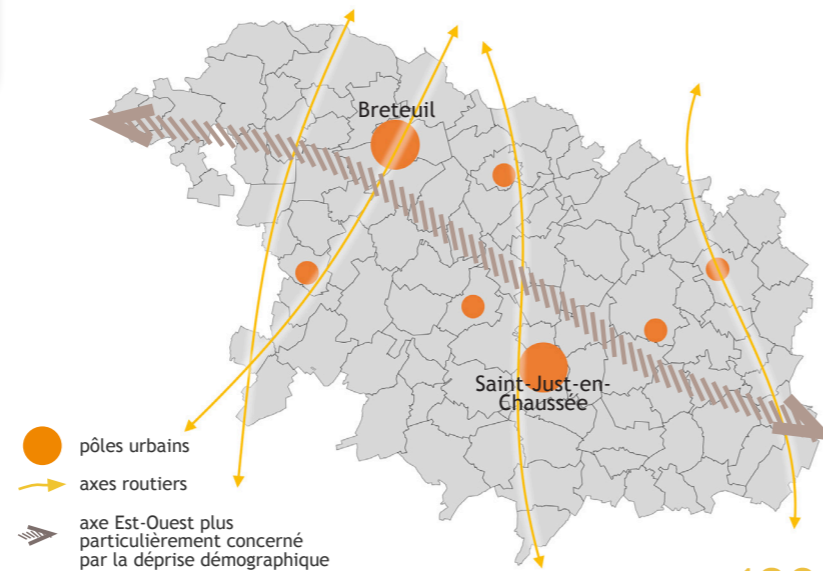 Breteuil
Saint-Just-en-
Chaussée
pôles urbains
axes routiers
axe Est-Ouest plus
particulièrement concerné
par la déprise démographique